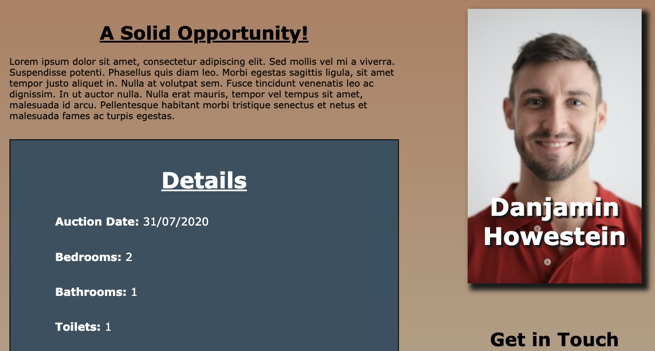 A Solid Opportunity!
Lorem ipsum dolor sit amet, consectetur adipiscing elit. Sed mollis vel mi a viverra.
Suspendisse potenti. Phasellus quis diam leo. Morbi egestas sagittis ligula, sit amet
tempor justo aliquet in. Nulla at volutpat sem. Fusce tincidunt venenatis leo ac
dignissim. In ut auctor nulla. Nulla erat mauris, tempor vel tempus sit amet,
malesuada id arcu. Pellentesque habitant morbi tristique senectus et netus et
malesuada fames ac turpis egestas.
Details
Auction Date: 31/07/2020
Bedrooms: 2
Bathrooms: 1
Toilets: 1
Danjamin
Howestein
Get in Touch